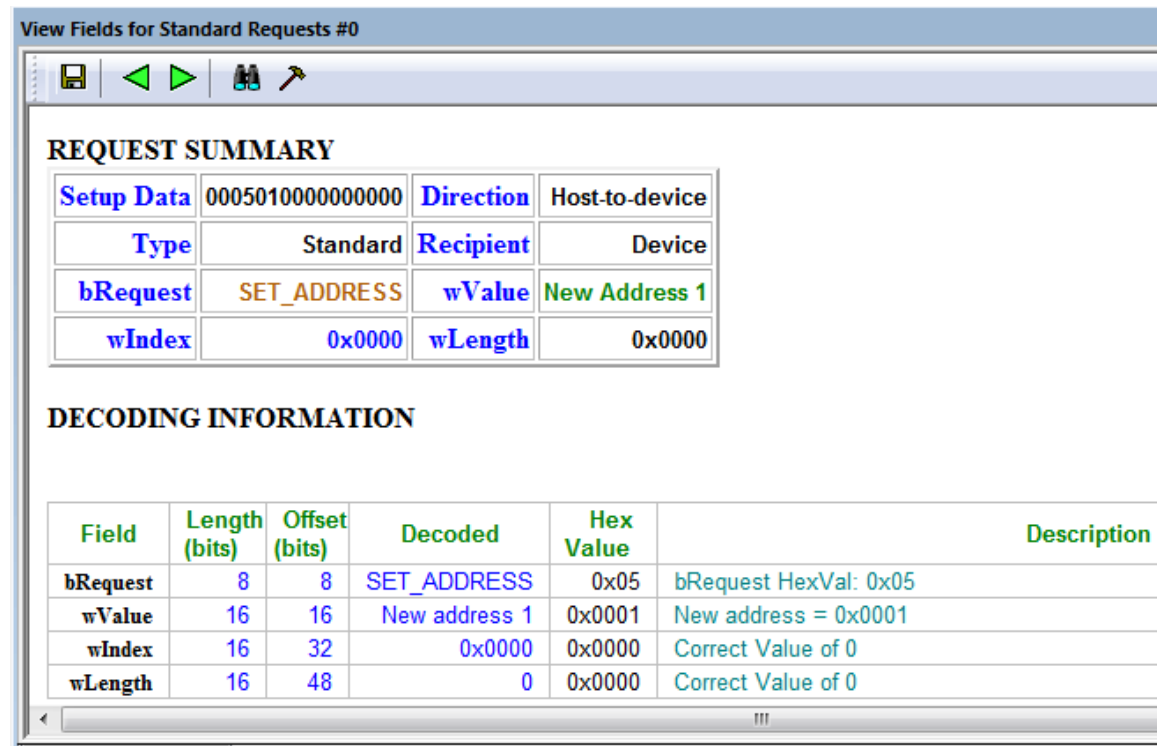 View Fields for Standard Requests #0
REQUEST SUMMARY
Setup Data 0005010000000000 Direction Host-to-device
Type Standard Recipient Device
bRequest SET_ADDRESS wValue New Address 1
wIndex 0x0000 wLength 0x0000
DECODING INFORMATION
Field Length (bits) Offset (bits) Decoded Hex Value Description
bRequest 8 8 SET_ADDRESS 0x05 bRequest HexVal: 0x05
wValue 16 16 New address 1 0x0001 New address = 0x0001
wIndex 16 32 0x0000 0x0000 Correct Value of 0
wLength 16 48 0 0x0000 Correct Value of 0